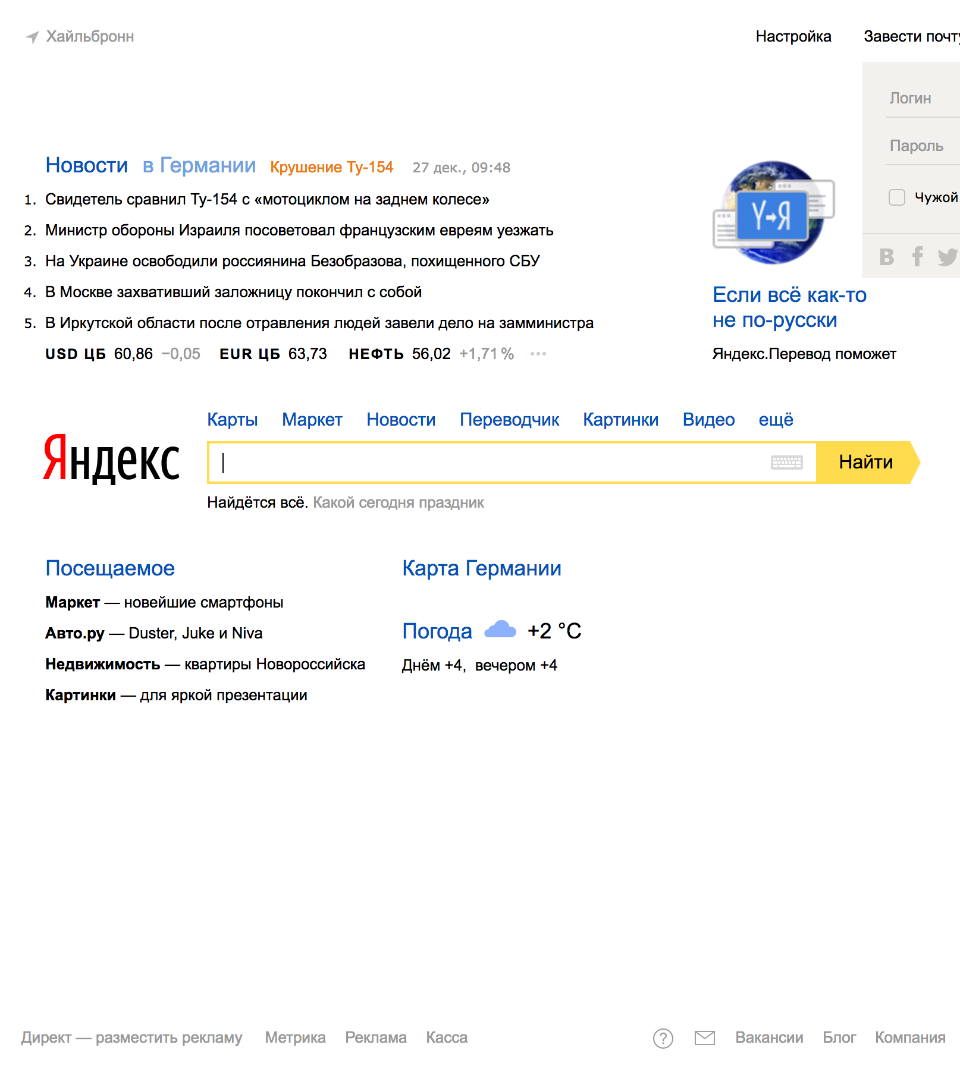 Хайльбронн
Настройка Завести почту
Логин
Пароль
Чужой
Новости в Германии Крушение Ту-154 27 дек., 09:48
1. Свидетель сравнил Ту-154 с «мотоциклом на заднем колесе»
2. Министр обороны Израиля посоветовал французским евреям уезжать
3. На Украине освободили россиянина Безобразова, похищенного СБУ
4. В Москве захвативший заложницу покончил с собой
5. В Иркутской области после отравления людей завели дело на замминистра
USD ЦБ 60,86 −0,05 EUR ЦБ 63,73 НЕФТЬ 56,02 +1,71 % •••
Y→Я
Если всё как-то
не по-русски
Яндекс.Перевод поможет
B f
Карты Маркет Новости Переводчик Картинки Видео ещё
Яндекс
Найти
Найдётся всё. Какой сегодня праздник
Посещаемое
Маркет — новейшие смартфоны
Авто.ру — Duster, Juke и Niva
Недвижимость — квартиры Новороссийска
Картинки — для яркой презентации
Карта Германии
Погода +2 °C
Днём +4, вечером +4
Директ — разместить рекламу Метрика Реклама Касса
? Вакансии Блог Компания